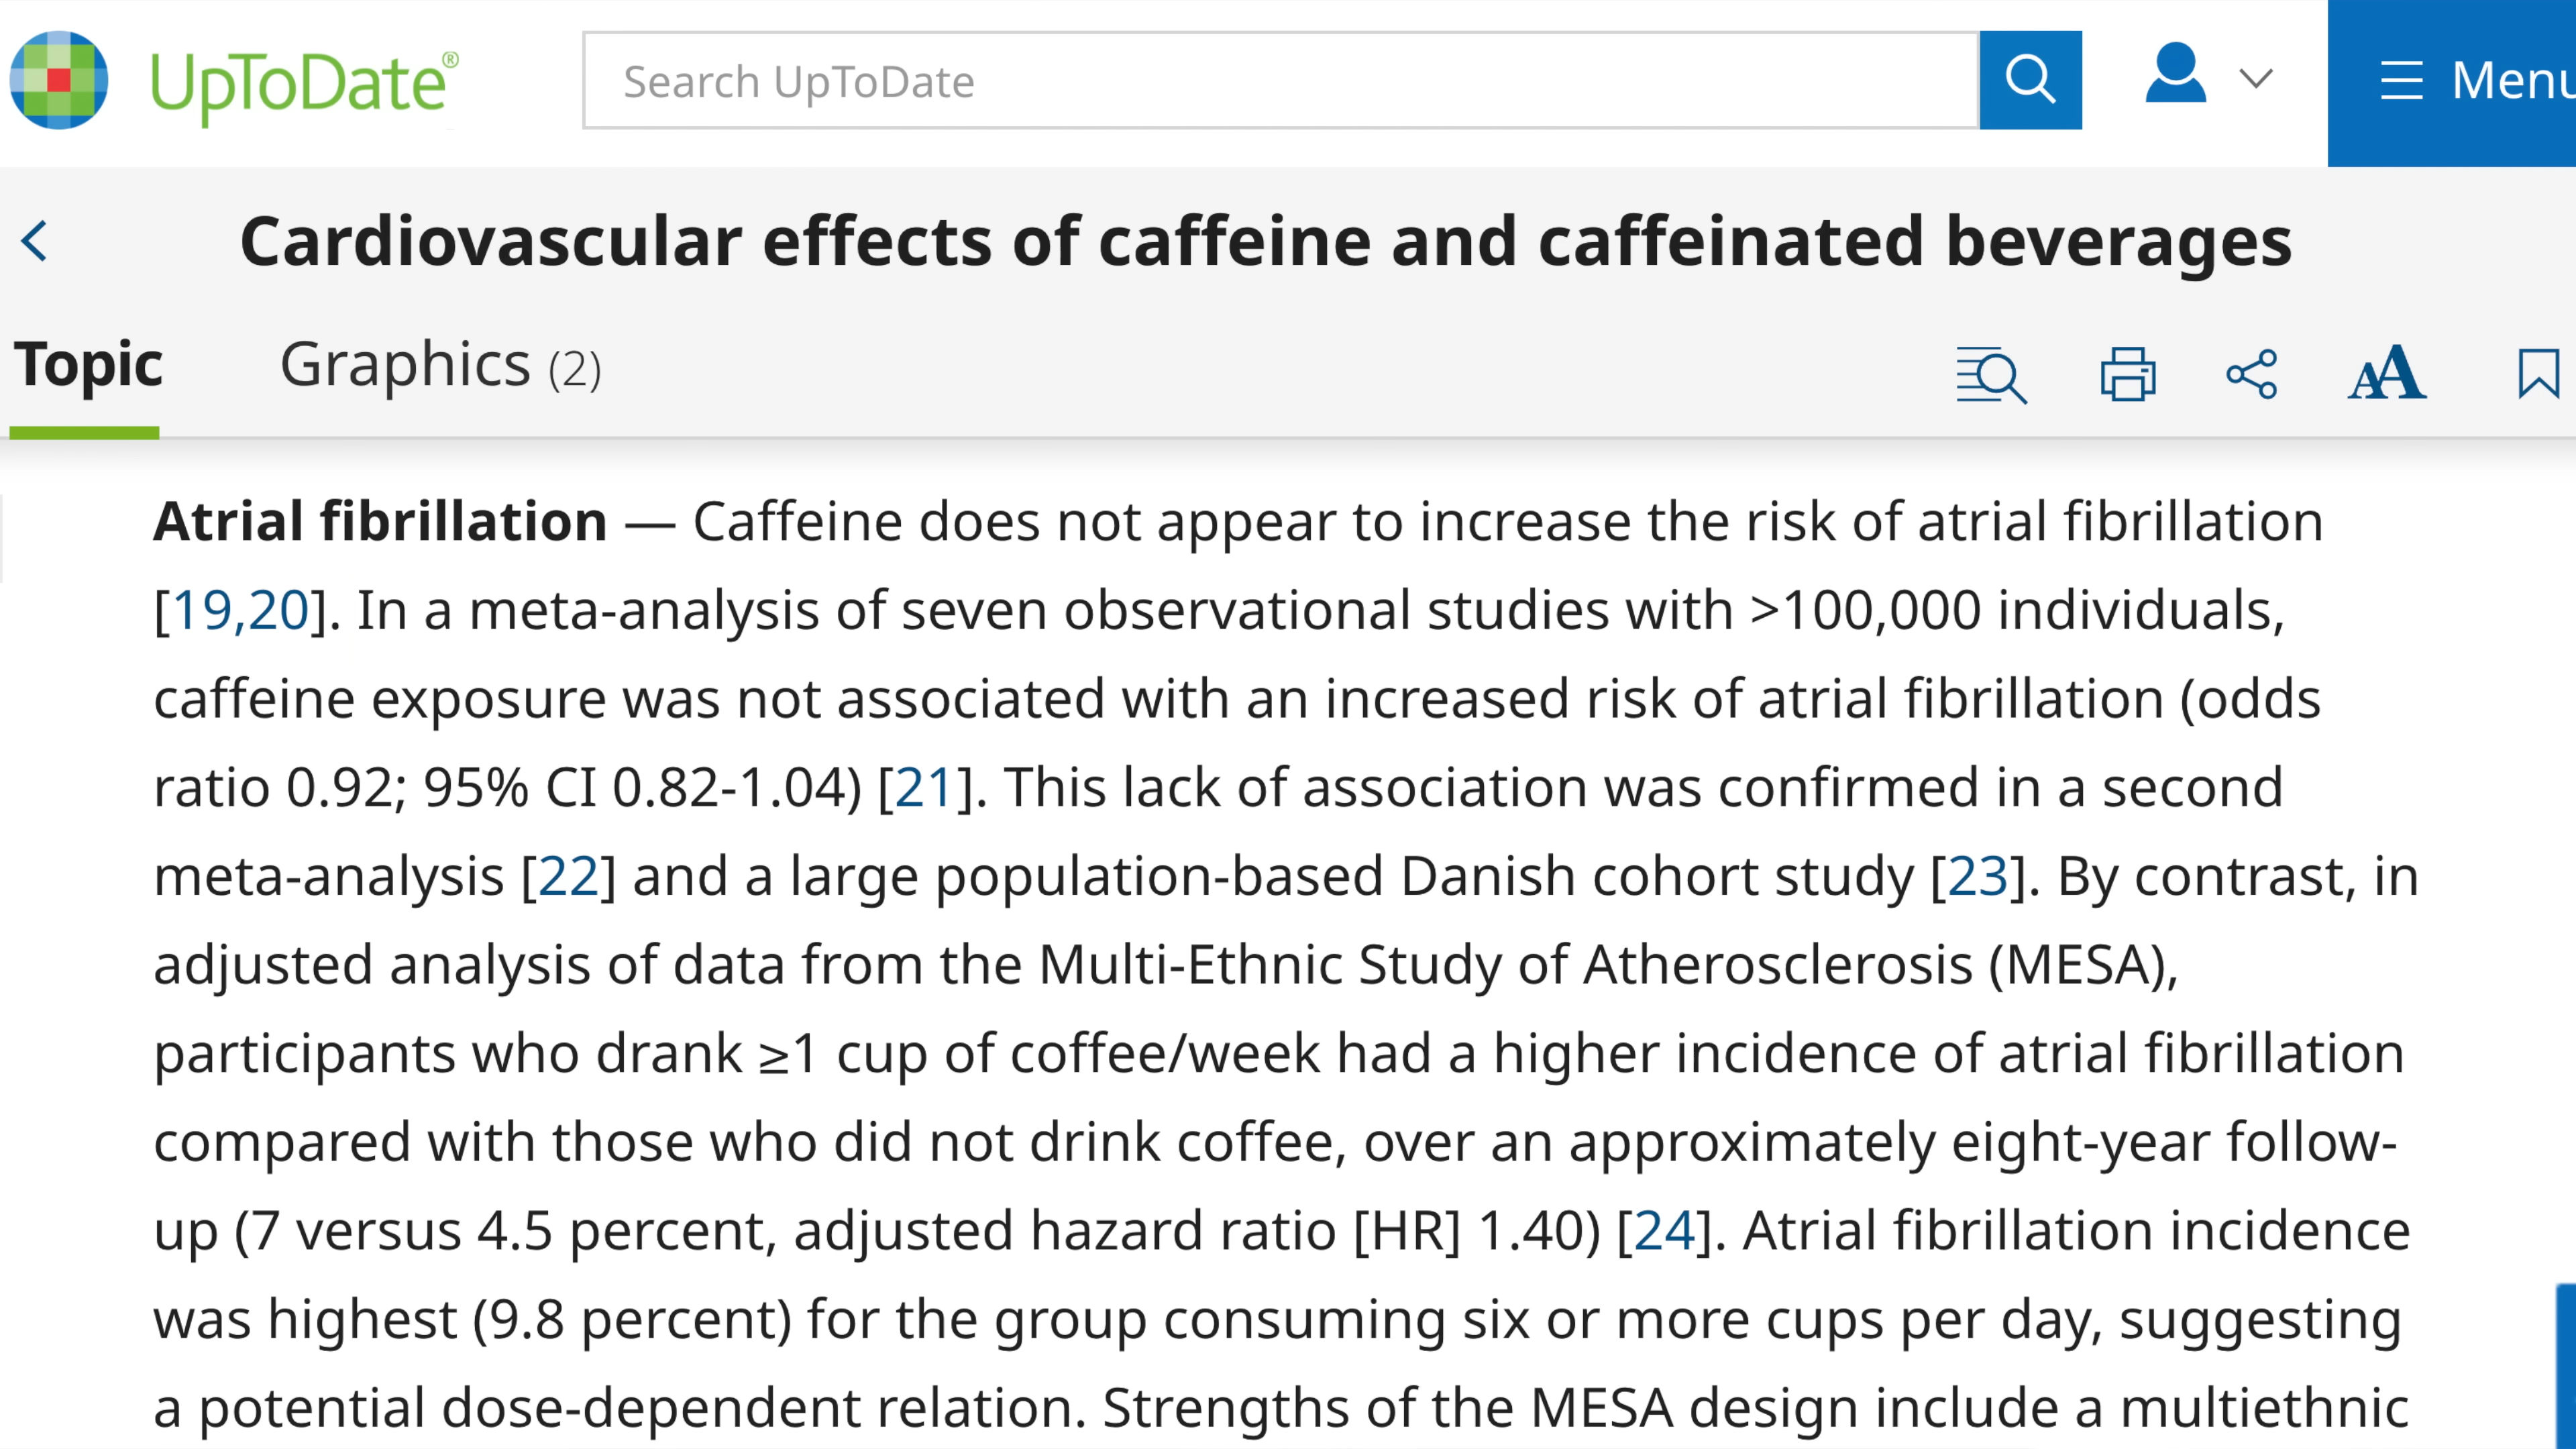 UpToDate®
Search UpToDate
Menu
Cardiovascular effects of caffeine and caffeinated beverages
Topic
Graphics (2)
AA
Atrial fibrillation — Caffeine does not appear to increase the risk of atrial fibrillation
[19,20]. In a meta-analysis of seven observational studies with >100,000 individuals,
caffeine exposure was not associated with an increased risk of atrial fibrillation (odds
ratio 0.92; 95% CI 0.82-1.04) [21]. This lack of association was confirmed in a second
meta-analysis [22] and a large population-based Danish cohort study [23]. By contrast, in
adjusted analysis of data from the Multi-Ethnic Study of Atherosclerosis (MESA),
participants who drank ≥1 cup of coffee/week had a higher incidence of atrial fibrillation
compared with those who did not drink coffee, over an approximately eight-year follow-
up (7 versus 4.5 percent, adjusted hazard ratio [HR] 1.40) [24]. Atrial fibrillation incidence
was highest (9.8 percent) for the group consuming six or more cups per day, suggesting
a potential dose-dependent relation. Strengths of the MESA design include a multiethnic